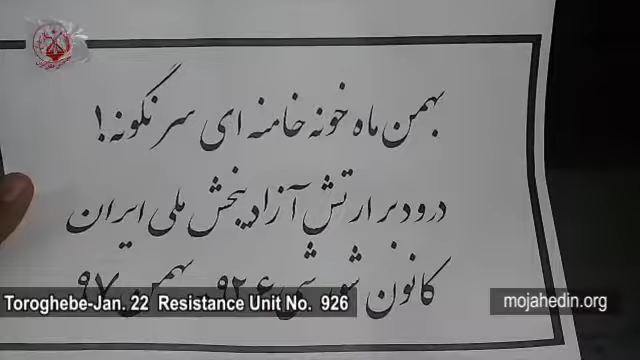 بهمن ماه خونه خامنه ای سرنگونه!
درود بر ارتش آزادیبخش ملی ایران
کانون شورشی ۹۲۶ بهمن ۹۷
Toroghebe-Jan. 22 Resistance Unit No. 926
mojahedin.org